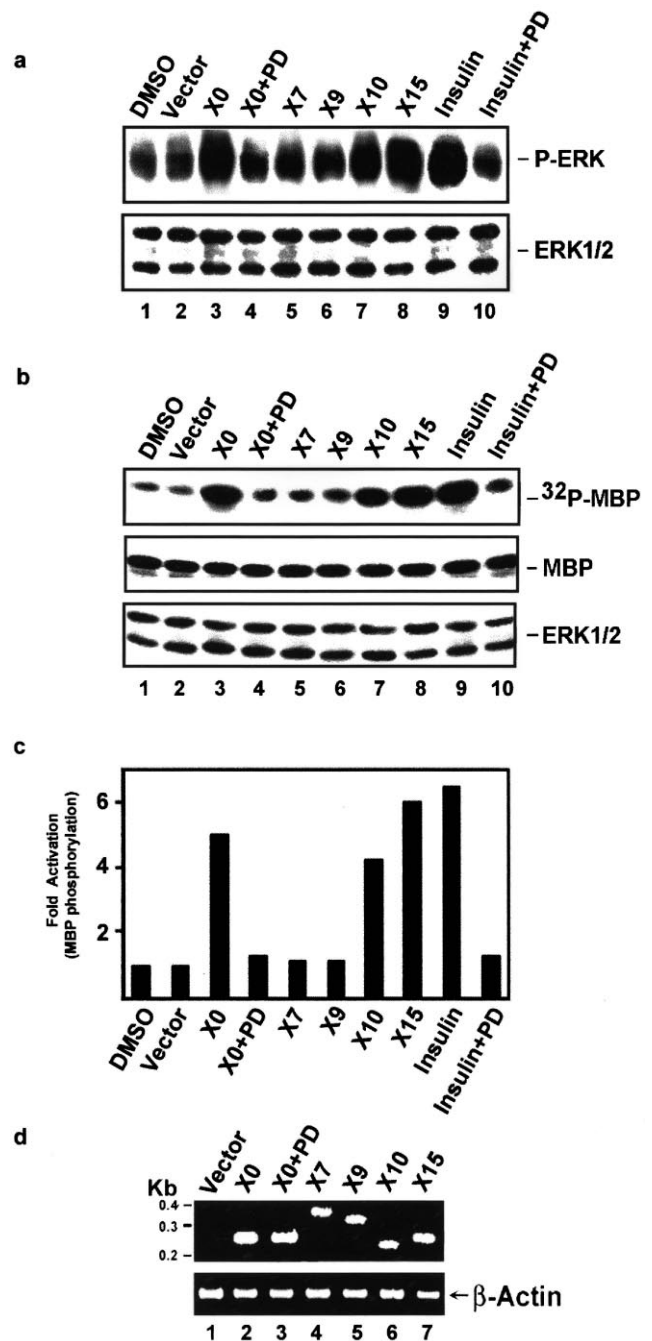 a
DMSO Vector X0 X0+PD X7 X9 X10 X15 Insulin Insulin+PD
P-ERK
ERK1/2
1 2 3 4 5 6 7 8 9 10
b
DMSO Vector X0 X0+PD X7 X9 X10 X15 Insulin Insulin+PD
32P-MBP
MBP
ERK1/2
1 2 3 4 5 6 7 8 9 10
c
Fold Activation
(MBP phosphorylation)
6
4
2
DMSO Vector X0 X0+PD X7 X9 X10 X15 Insulin Insulin+PD
d
Vector X0 X0+PD X7 X9 X10 X15
Kb
0.4
0.3
0.2
←β-Actin
1 2 3 4 5 6 7